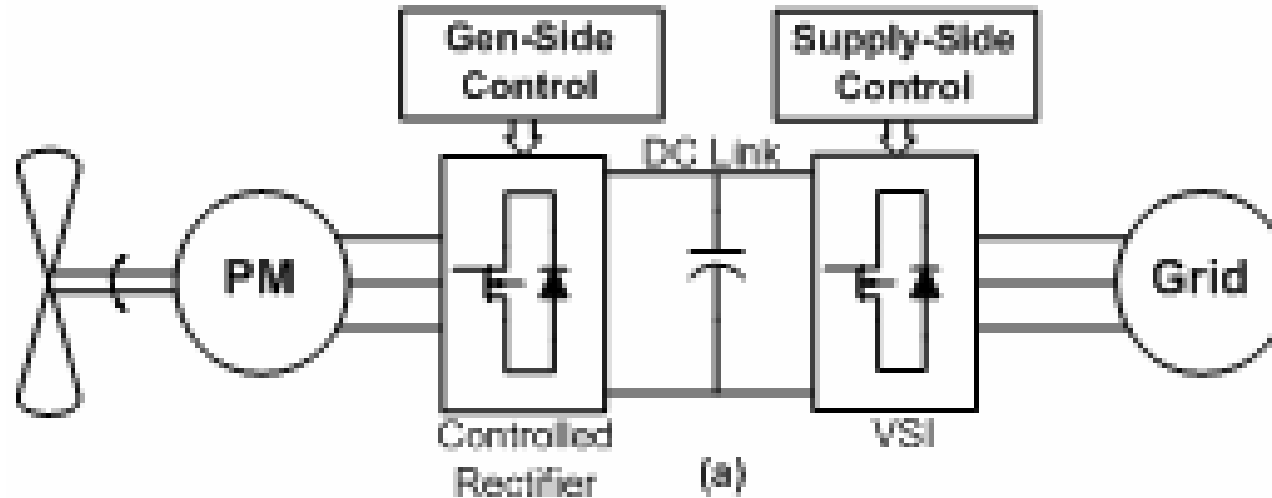 Gen-Side
Control
Supply-Side
Control
DC Link
PM
Grid
Controlled
Rectifier
VSI
(a)